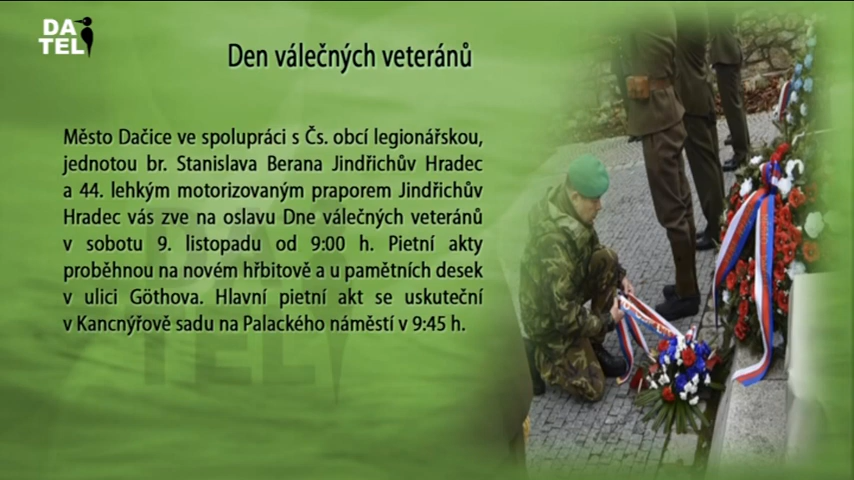 DA
TEL
Den válečných veteránů
Město Dačice ve spolupráci s Čs. obcí legionářskou,
jednotou br. Stanislava Berana Jindřichův Hradec
a 44. lehkým motorizovaným praporem Jindřichův
Hradec vás zve na oslavu Dne válečných veteránů
v sobotu 9. listopadu od 9:00 h. Pietní akty
proběhnou na novém hřbitově a u pamětních desek
v ulici Göthova. Hlavní pietní akt se uskuteční
v Kancnýřově sadu na Palackého náměstí v 9:45 h.